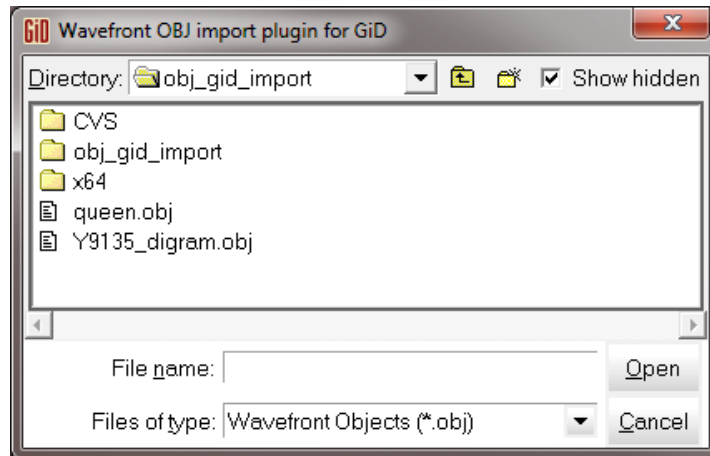 GiD Wavefront OBJ import plugin for GiD
Directory: obj_gid_import Show hidden
CVS
obj_gid_import
x64
queen.obj
Y9135_digram.obj
File name: Open
Files of type: Wavefront Objects (*.obj) Cancel